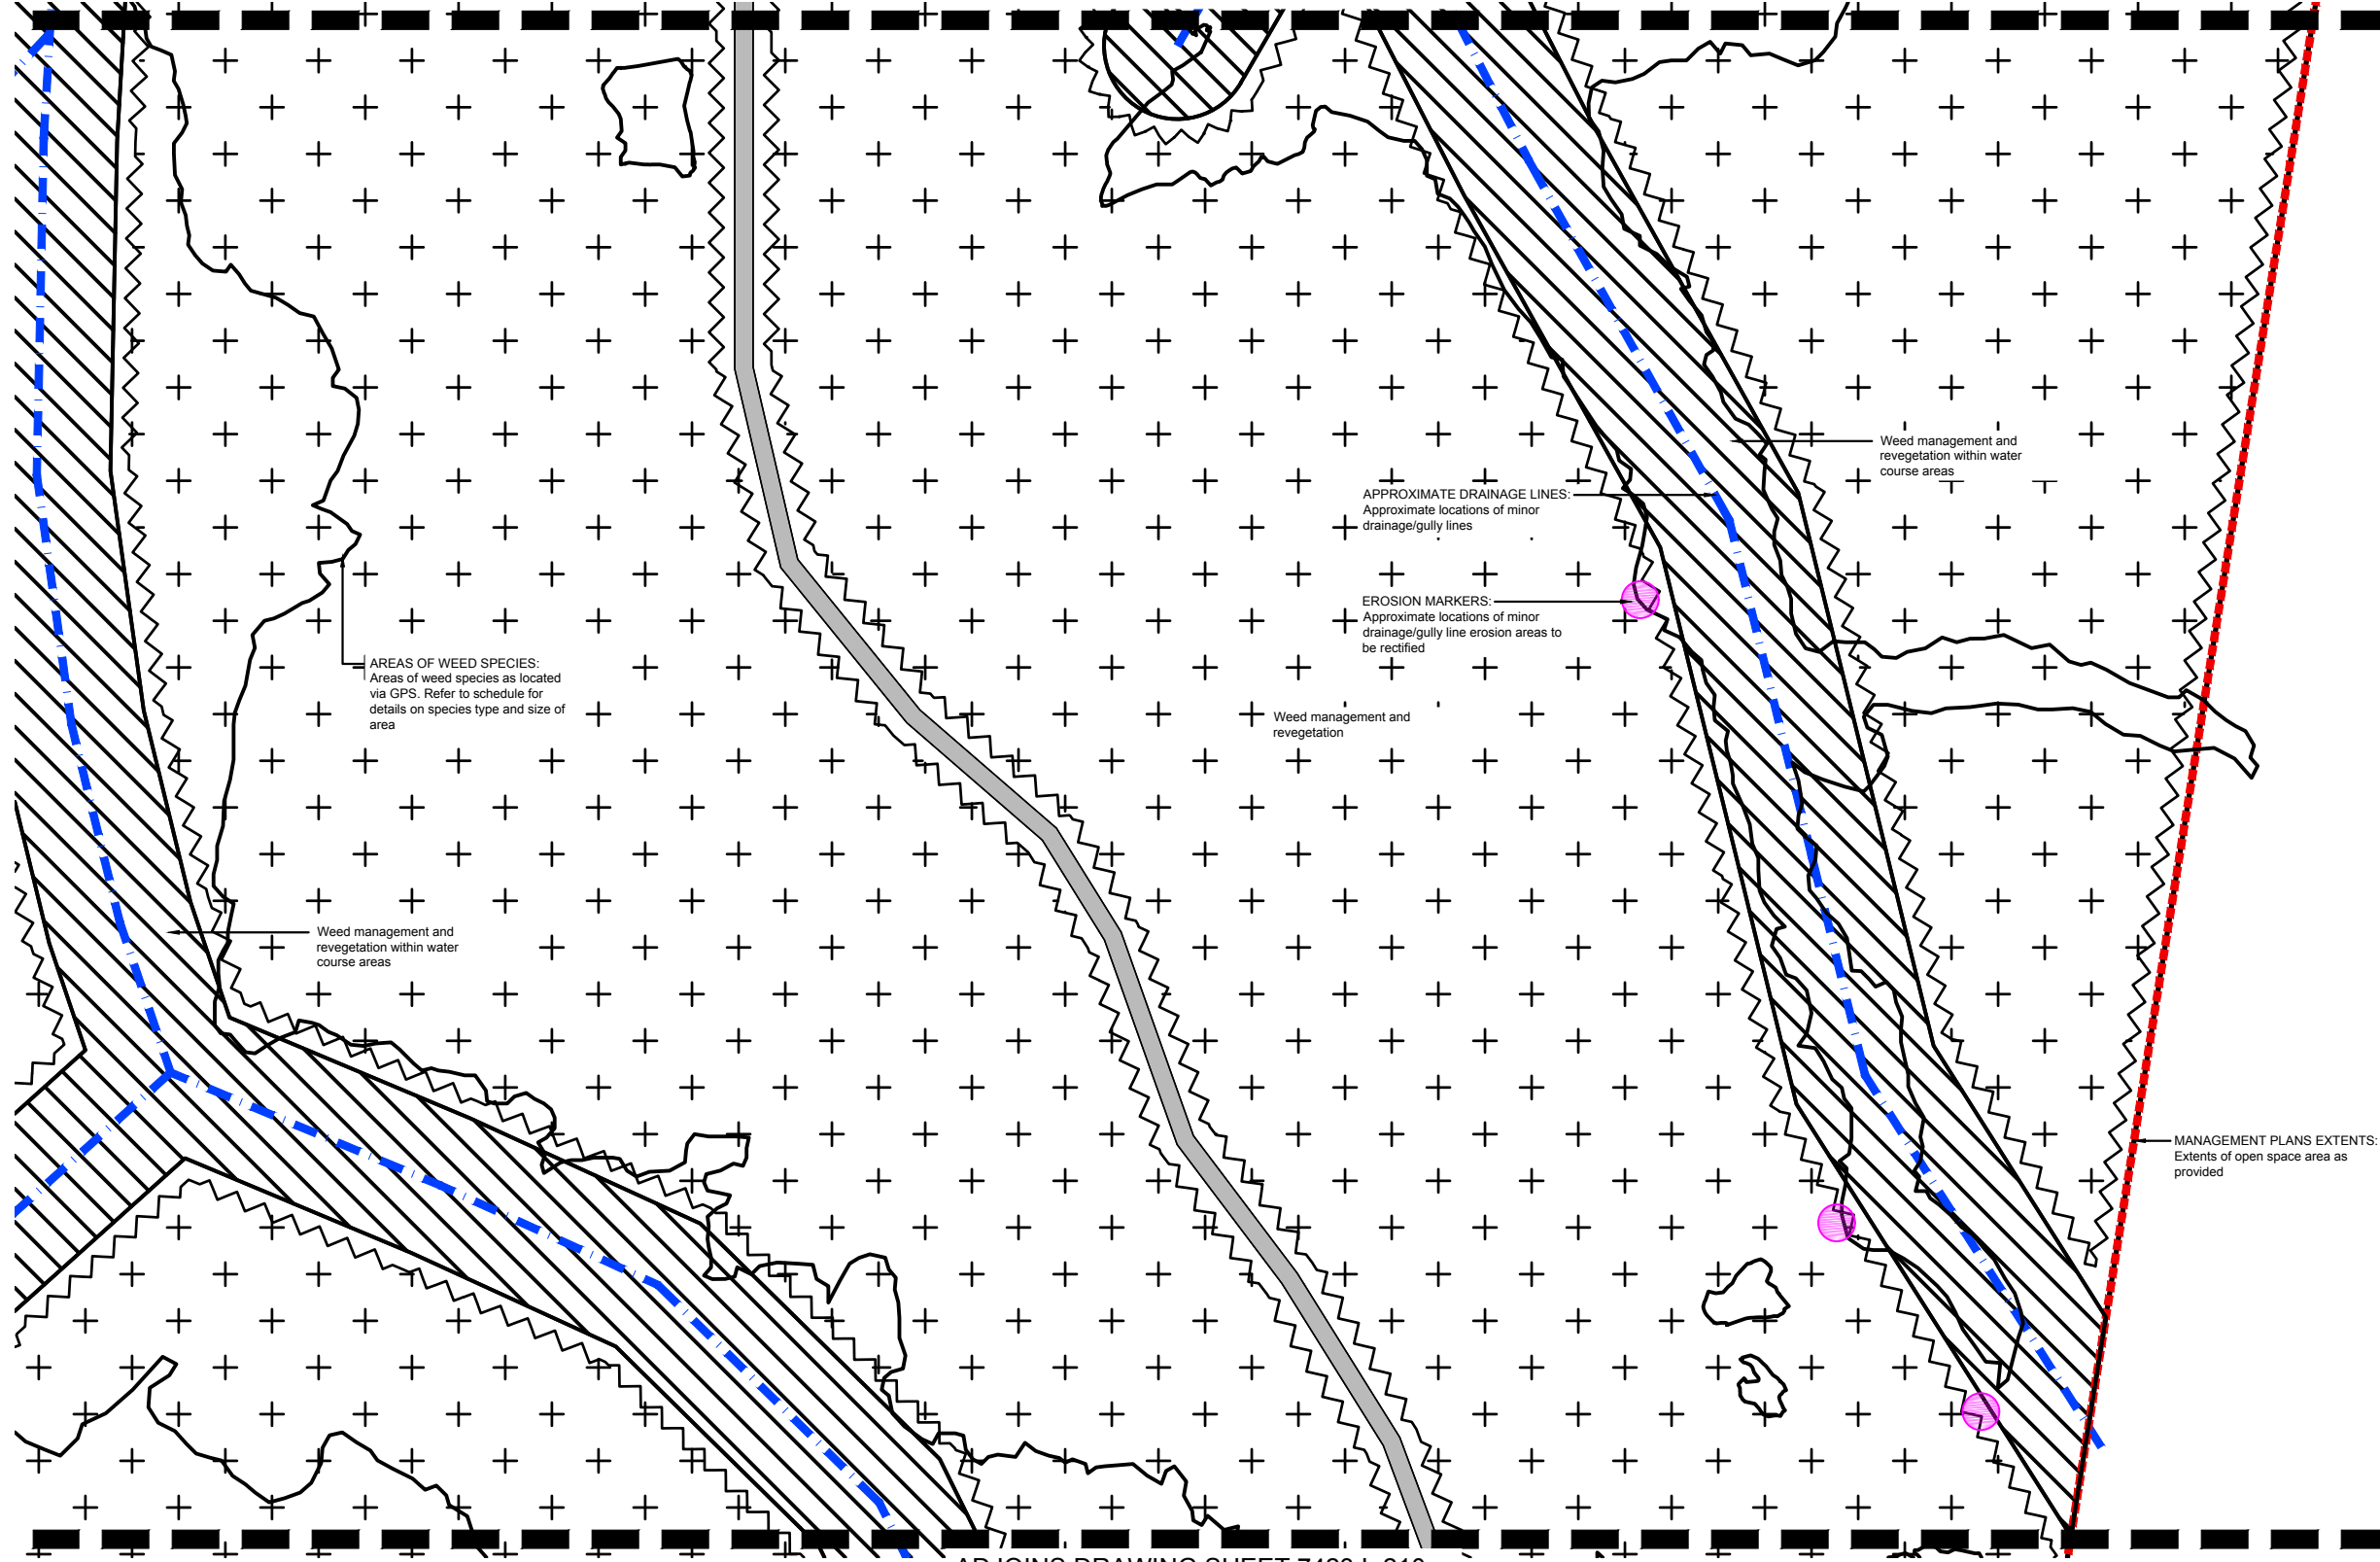 Weed management and
revegetation within water
course areas
APPROXIMATE DRAINAGE LINES:
Approximate locations of minor
drainage/gully lines
EROSION MARKERS:
Approximate locations of minor
drainage/gully line erosion areas to
be rectified
AREAS OF WEED SPECIES:
Areas of weed species as located
via GPS. Refer to schedule for
details on species type and size of
area
Weed management and
revegetation
Weed management and
revegetation within water
course areas
MANAGEMENT PLANS EXTENTS:
Extents of open space area as
provided
ADJOINS DRAWING SHEET